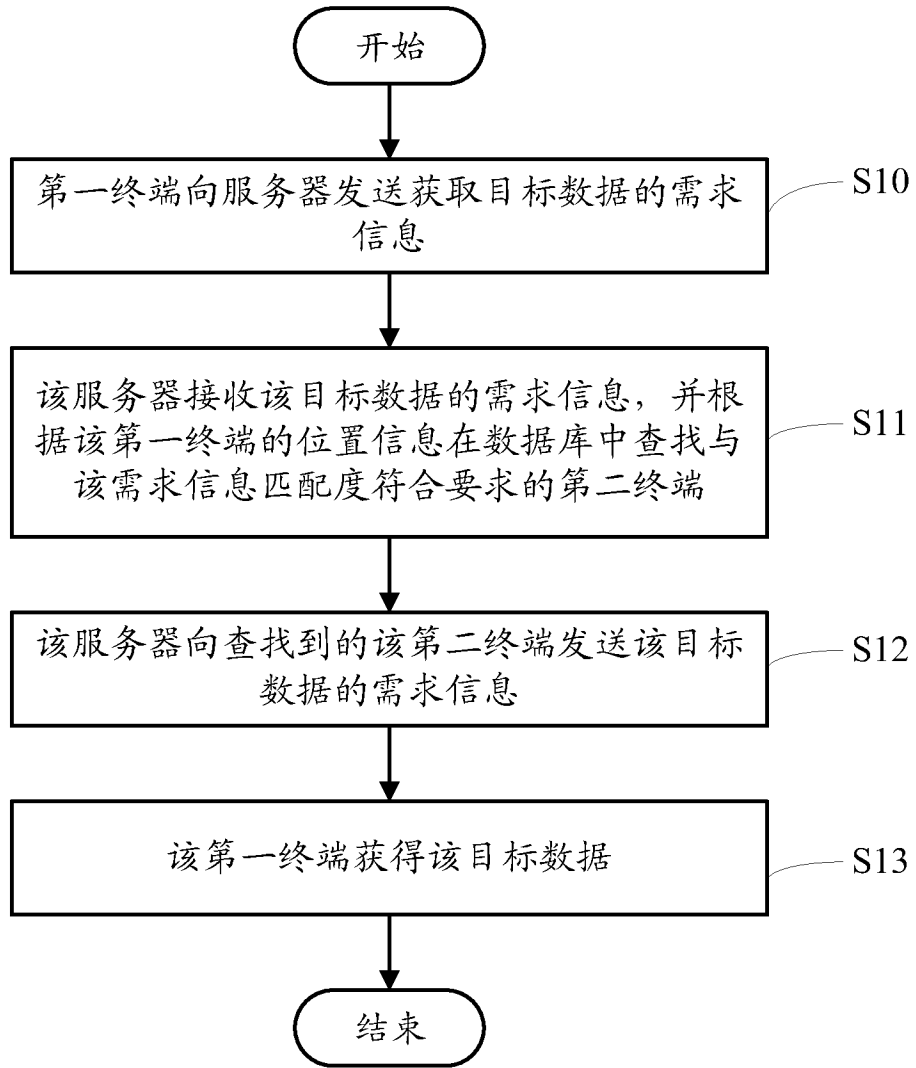 开始
第一终端向服务器发送获取目标数据的需求
信息
S10
该服务器接收该目标数据的需求信息，并根
据该第一终端的位置信息在数据库中查找与
该需求信息匹配度符合要求的第二终端
S11
该服务器向查找到的该第二终端发送该目标
数据的需求信息
S12
该第一终端获得该目标数据
S13
结束